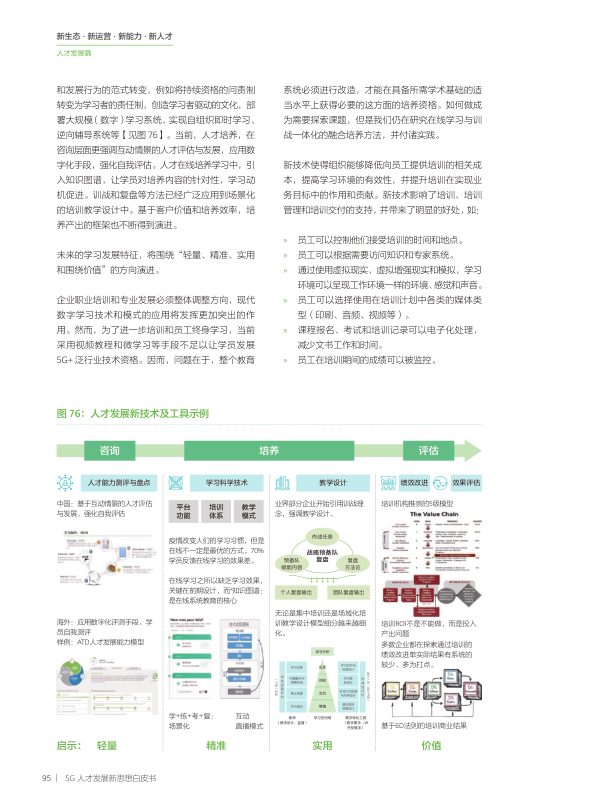 新生态 · 新运营 · 新能力 · 新人才
人才发展篇
和发展行为的范式转变，例如将持续资格的问责制
转变为学习者的责任制，创造学习者驱动的文化，部
署大规模（数字）学习系统，实现自组织即时学习、
逆向辅导系统等【见图 76】。当前，人才培养，在
咨询层面更强调互动情景的人才评估与发展，应用数
字化手段，强化自我评估。人才在线培养学习中，引
入知识图谱，让学员对培养内容的针对性，学习动
机促进。训战和复盘等方法已经广泛应用到场景化
的培训教学设计中。基于客户价值和培养效率，培
养产出的框架也不断得到演进。
未来的学习发展特征，将围绕“轻量、精准、实用
和围绕价值”的方向演进。
企业职业培训和专业发展必须整体调整方向，现代
数字学习技术和模式的应用将发挥更加突出的作
用。然而，为了进一步培训和员工终身学习，当前
采用视频教程和微学习等手段不足以让学员发展
5G+ 泛行业技术资格。因而，问题在于，整个教育
系统必须进行改造，才能在具备所需学术基础的适
当水平上获得必要的这方面的培养资格。如何做成
为需要探索课题，但是我们仍在研究在线学习与训
战一体化的融合培养方法，并付诸实践。
新技术使得组织能够降低向员工提供培训的相关成
本，提高学习环境的有效性，并提升培训在实现业
务目标中的作用和贡献。新技术影响了培训、培训
管理和培训交付的支持，并带来了明显的好处，如：
» 员工可以控制他们接受培训的时间和地点。
» 员工可以根据需要访问知识和专家系统。
» 通过使用虚拟现实、虚拟增强现实和模拟，学习
环境可以呈现工作环境一样的环境、感觉和声音。
» 员工可以选择使用在培训计划中各类的媒体类
型（印刷、音频、视频等）。
» 课程报名、考试和培训记录可以电子化处理，
减少文书工作和时间。
» 员工在培训期间的成绩可以被监控。
图 76：人才发展新技术及工具示例
咨询
培养
评估
人才能力测评与盘点
学习科学技术
教学设计
绩效改进
效果评估
中国：基于互动情景的人才评估
与发展，强化自我评估
海外：应用数字化评测手段，学
员自我测评
样例：ATD人才发展能力模型
平台
功能
培训
体系
教学
模式
疫情改变人们的学习习惯，但是
在线不一定是最优的方式，70%
学员反馈在线学习的效果差。
在线学习之所以缺乏学习效果，
关键在前期设计，而“知识图谱：
是在线系统教育的核心
学+练+考+复：
场景化
互动
直播模式
业界部分企业开始引用训战理
念，强调教学设计。
作战任务
战座预备队
复盘
预备队
赋能内容
复盘
方法论
个人复盘输出
团队复盘输出
无论是集中培训还是场域化培
训教学设计模型细分越来越细
化。
培训机构推崇的5级模型
The Value Chain
培训ROI不是不能做，而是投入
产出问题
多数企业都在探索通过培训的
绩效改进单实际结果有系统的
较少，多为打点。
基于6D法则的培训商业结果
启示： 轻量
精准
实用
价值
95 | 5G 人才发展新思想白皮书